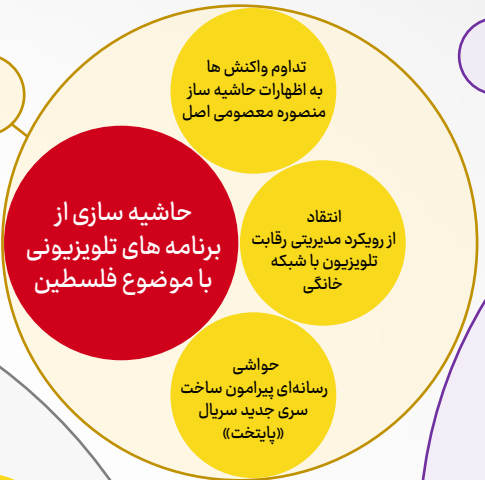 تداوم واکنش ها
به اظهارات حاشیه ساز
منصوره معصومی اصل
حاشیه سازی از
برنامه های تلویزیونی
با موضوع فلسطین
انتقاد
از رویکرد مدیریتی رقابت
تلویزیون با شبکه
خانگی
حواشی
رسانه‌ای پیرامون ساخت
سری جدید سریال
«پایتخت»